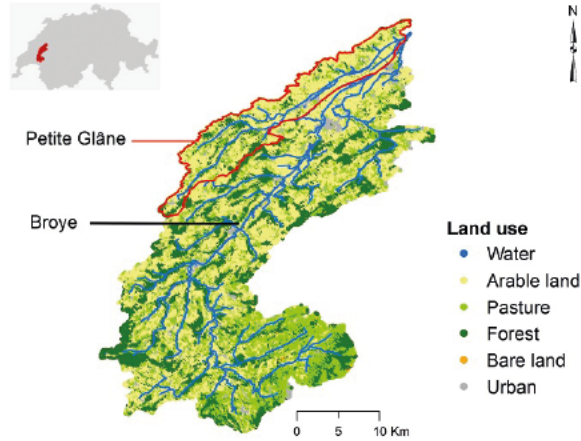 N
Petite Glâne
Broye
Land use
Water
Arable land
Pasture
Forest
Bare land
Urban
0 5 10 Km